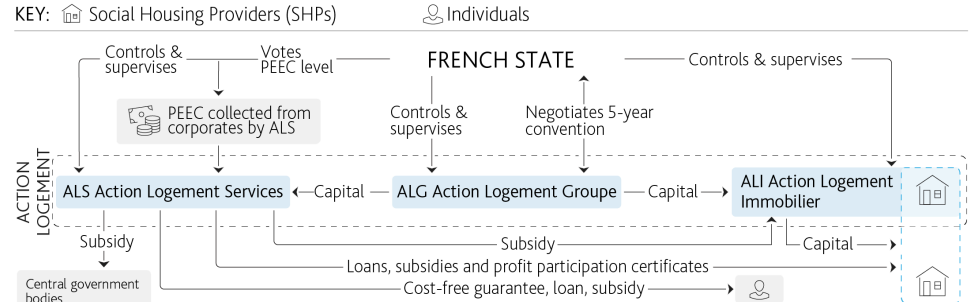 KEY: Social Housing Providers (SHPs) Individuals
Controls &
supervises
Votes
PEEC level
FRENCH STATE
Controls & supervises
PEEC collected from
corporates by ALS
Controls &
supervises
Negotiates 5-year
convention
ACTION
LOGEMENT
ALS Action Logement Services
Capital
ALG Action Logement Groupe
Capital
ALI Action Logement
Immobilier
Subsidy
Subsidy
Capital
Loans, subsidies and profit participation certificates
Central government
bodies
Cost-free guarantee, loan, subsidy